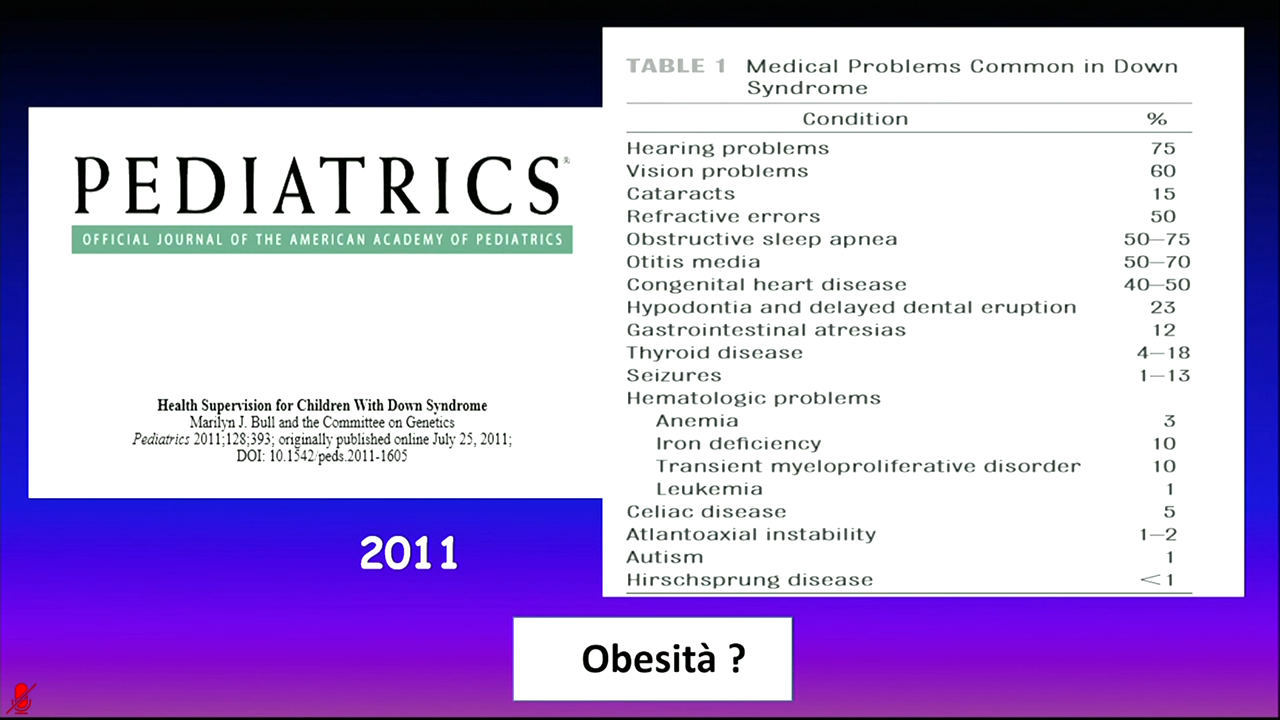 PEDIATRICS®
OFFICIAL JOURNAL OF THE AMERICAN ACADEMY OF PEDIATRICS
Health Supervision for Children With Down Syndrome
Marilyn J. Bull and the Committee on Genetics
Pediatrics 2011;128;393; originally published online July 25, 2011;
DOI: 10.1542/peds.2011-1605
2011
TABLE 1 Medical Problems Common in Down
Syndrome
Condition %
Hearing problems 75
Vision problems 60
Cataracts 15
Refractive errors 50
Obstructive sleep apnea 50–75
Otitis media 50–70
Congenital heart disease 40–50
Hypodontia and delayed dental eruption 23
Gastrointestinal atresias 12
Thyroid disease 4–18
Seizures 1–13
Hematologic problems
Anemia 3
Iron deficiency 10
Transient myeloproliferative disorder 10
Leukemia 1
Celiac disease 5
Atlantoaxial instability 1–2
Autism 1
Hirschsprung disease <1
Obesità ?